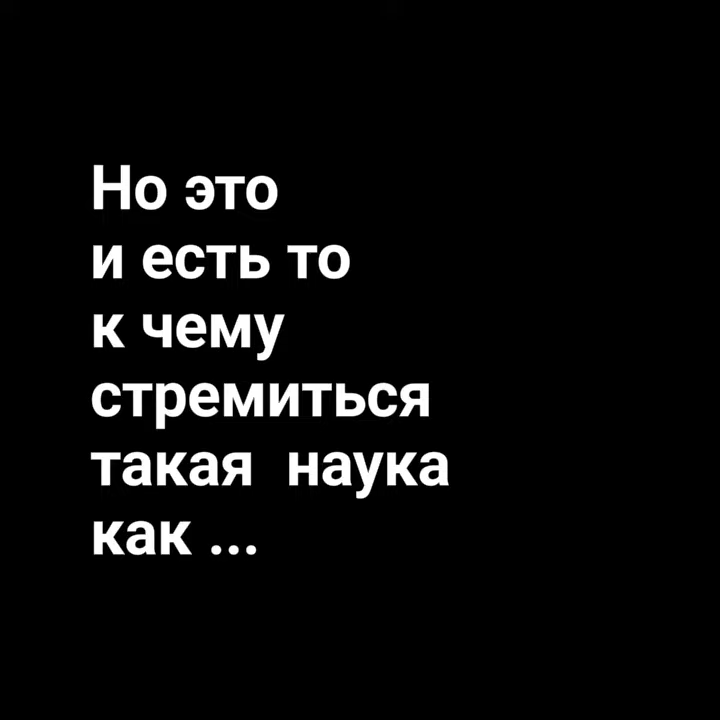 Но это
и есть то
к чему
стремиться
такая наука
как ...